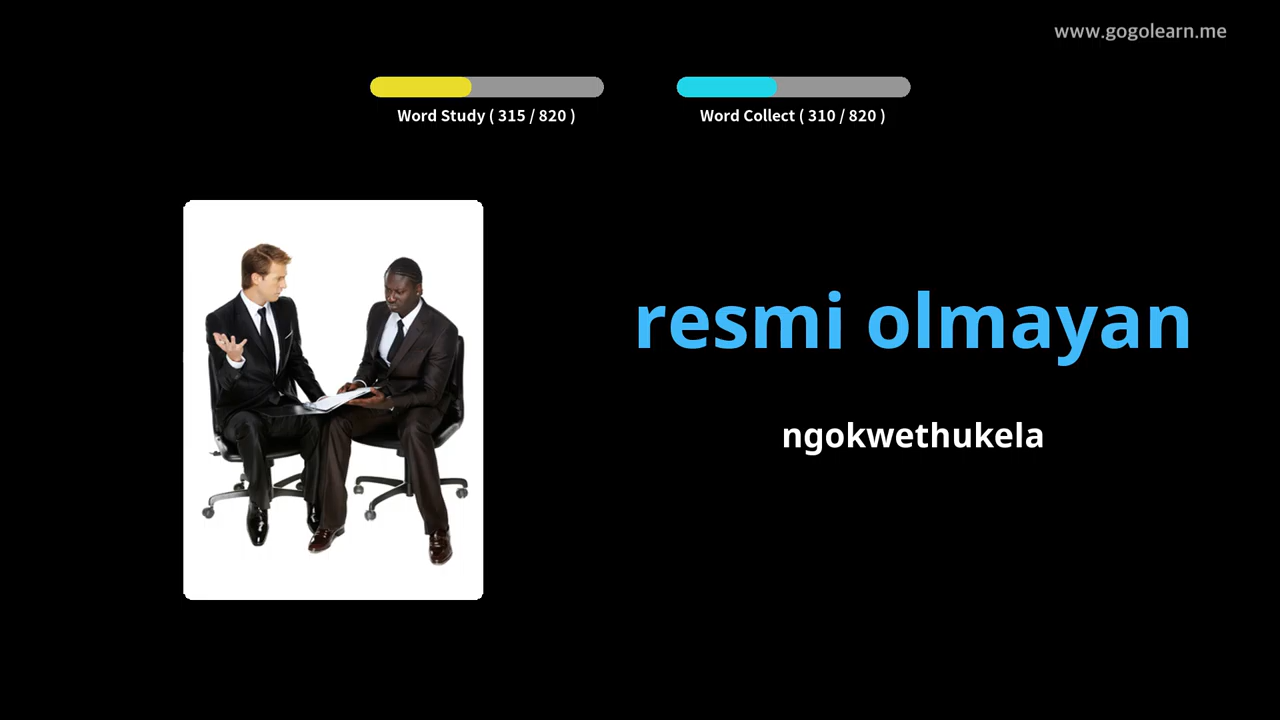 www.gogolearn.me
Word Study ( 315 / 820 )
Word Collect ( 310 / 820 )
resmi olmayan
ngokwethukela